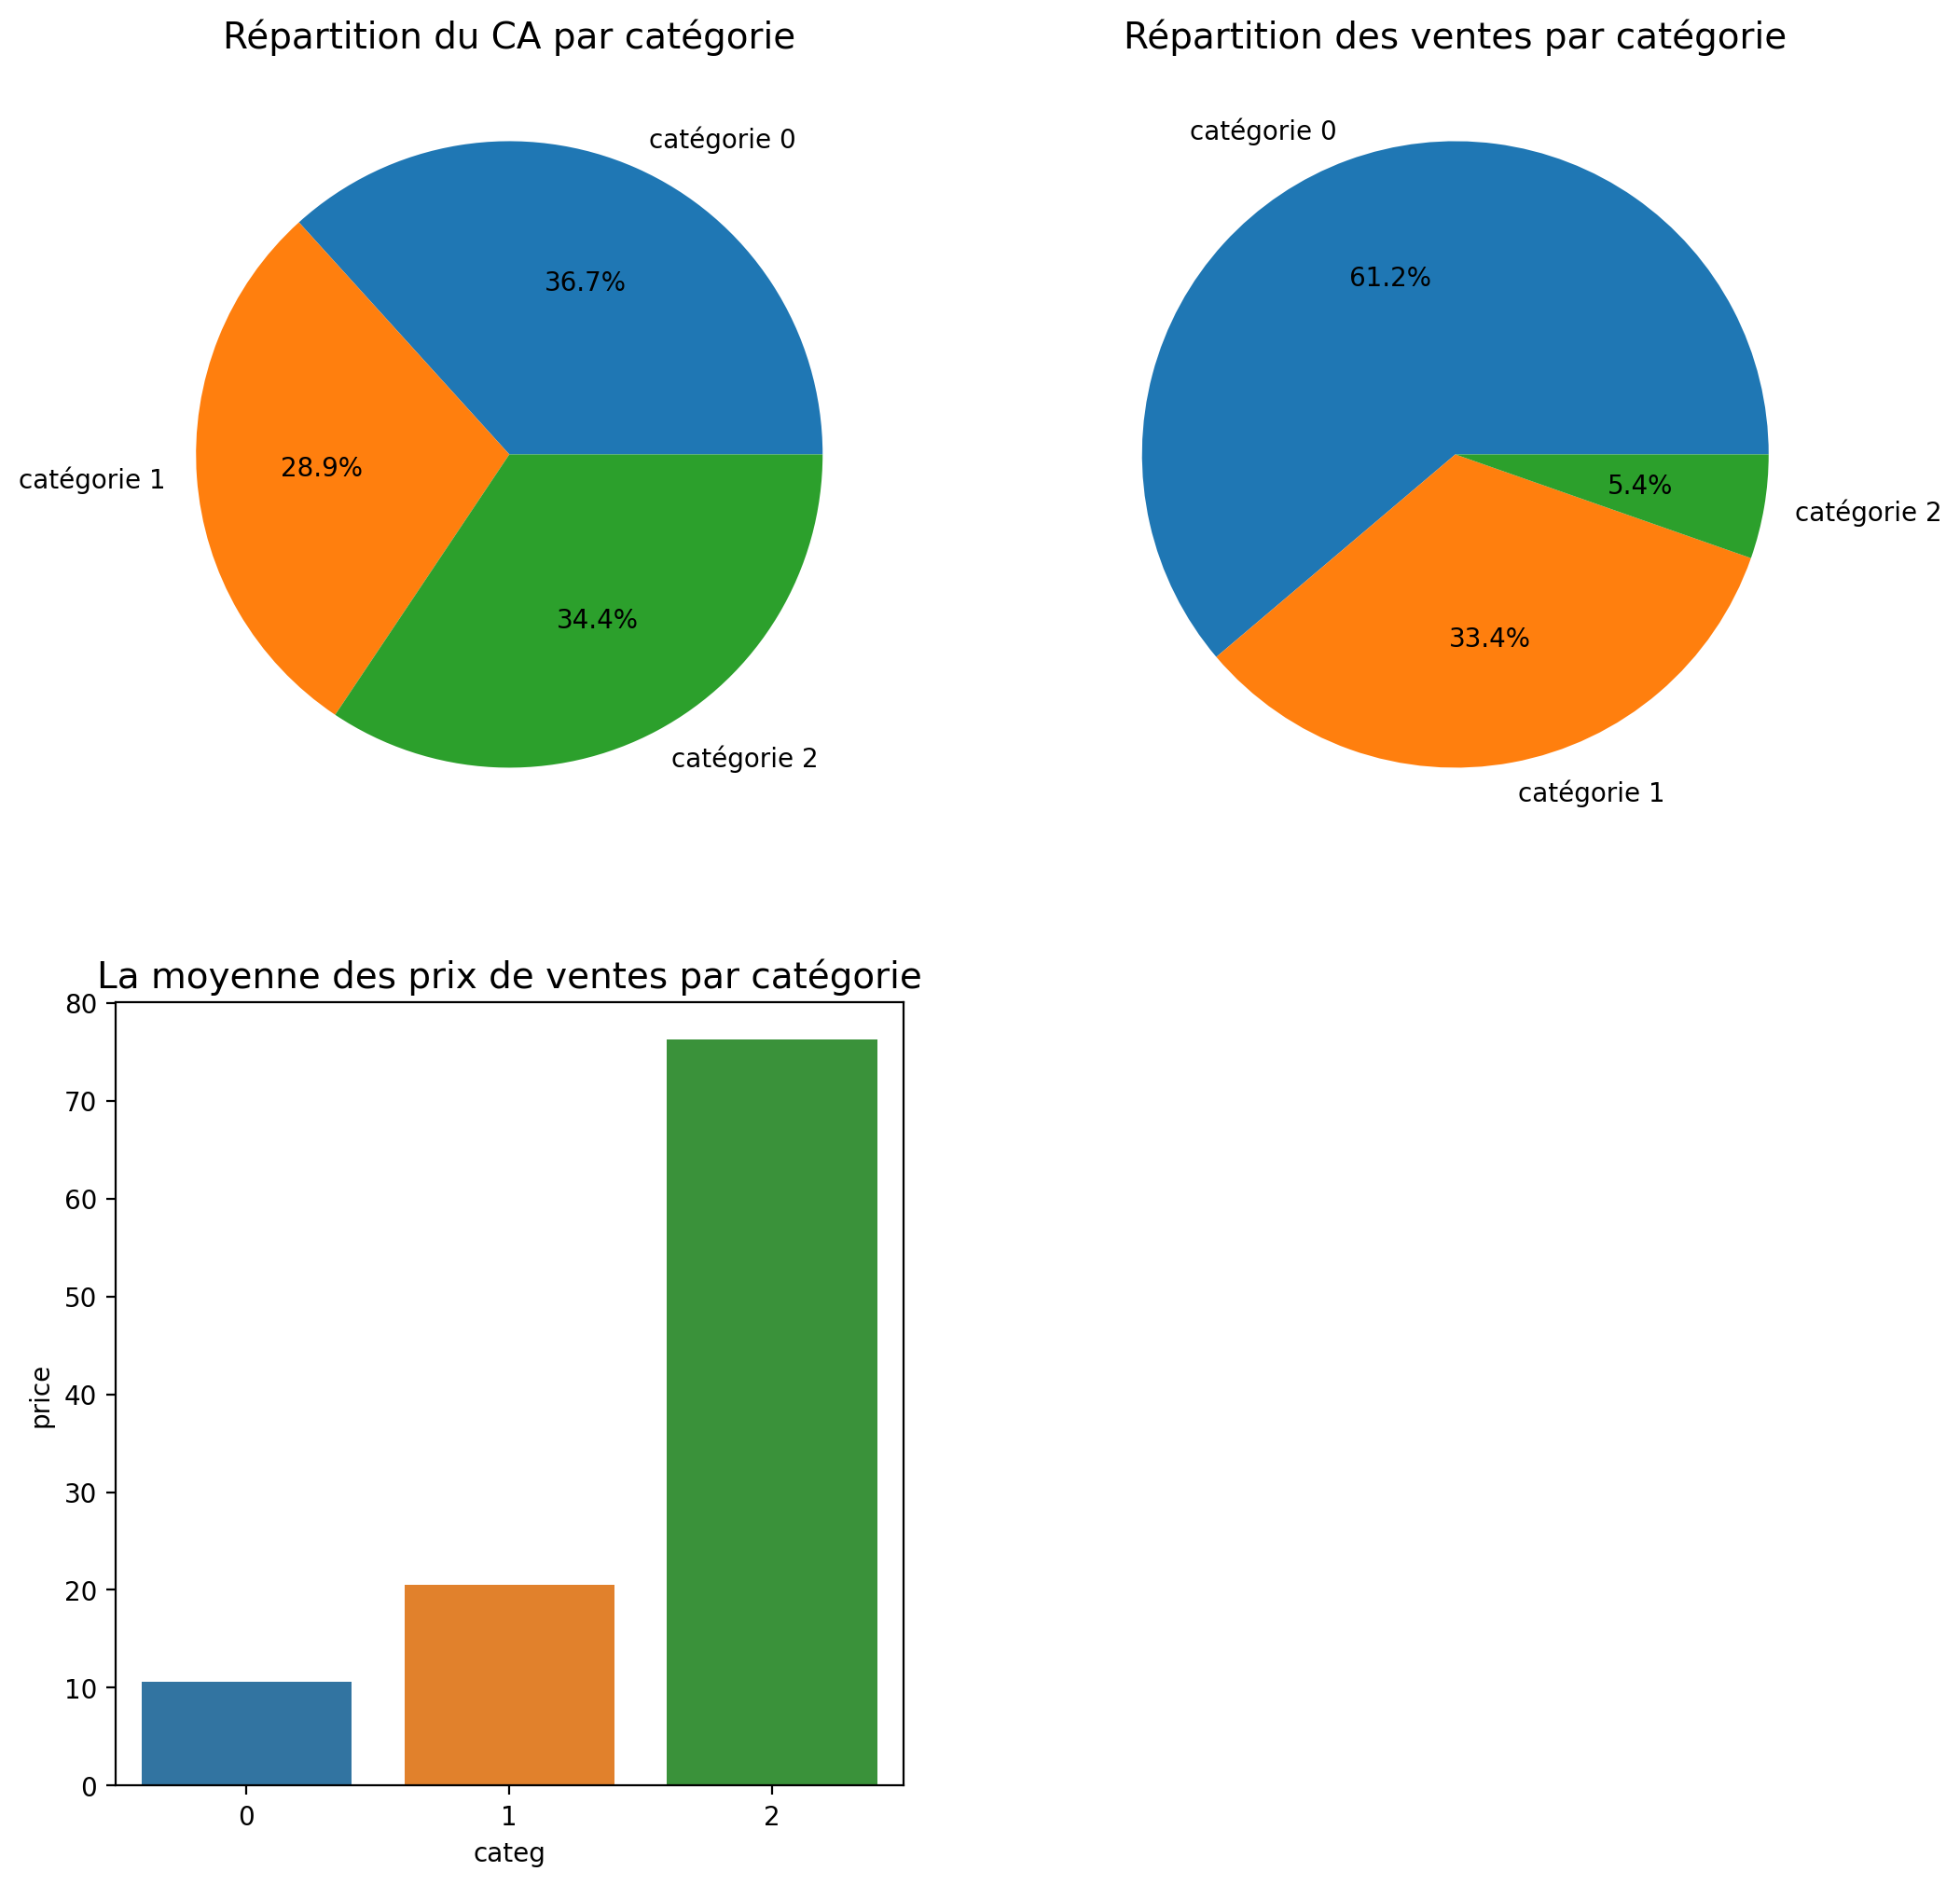 Répartition du CA par catégorie
catégorie 0
36.7%
28.9%
catégorie 1
34.4%
catégorie 2
Répartition des ventes par catégorie
catégorie 0
61.2%
5.4%
catégorie 2
33.4%
catégorie 1
La moyenne des prix de ventes par catégorie
80
70
60
50
40
30
20
10
0
price
0 1 2
categ